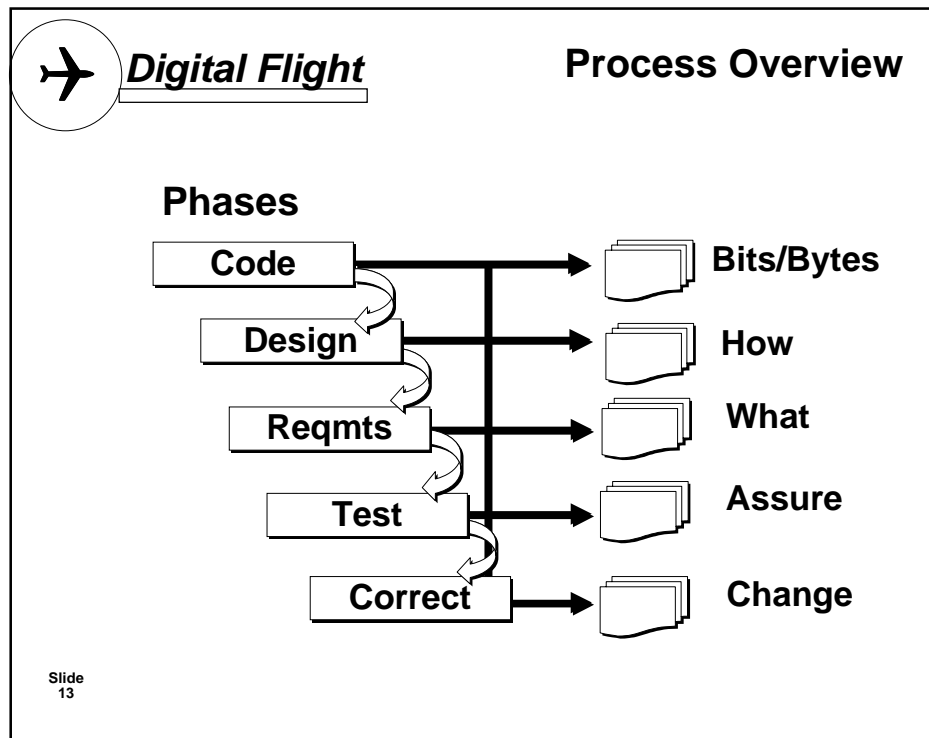 Digital Flight
Process Overview
Phases
Code
Bits/Bytes
Design
How
Reqmts
What
Test
Assure
Correct
Change
Slide
13